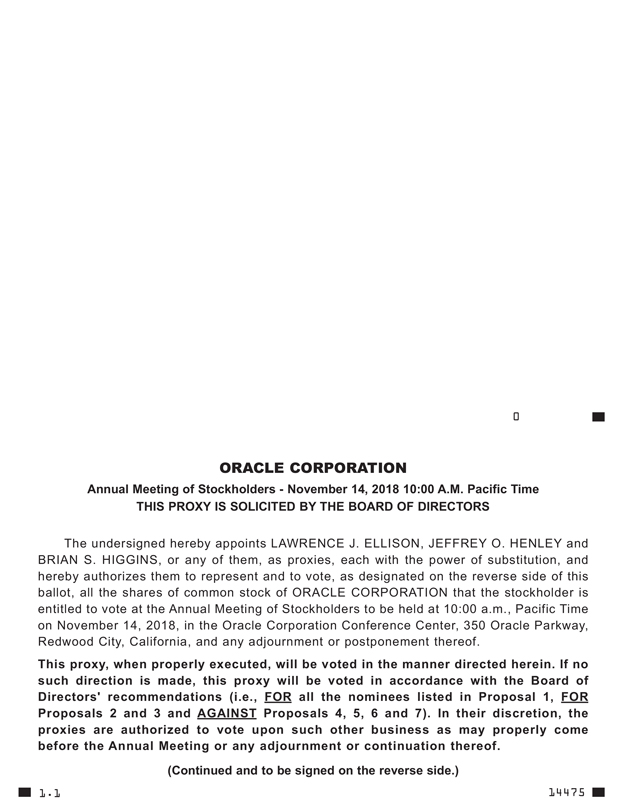 ORACLE CORPORATION
Annual Meeting of Stockholders - November 14, 2018 10:00 A.M. Pacific Time
THIS PROXY IS SOLICITED BY THE BOARD OF DIRECTORS
The undersigned hereby appoints LAWRENCE J. ELLISON, JEFFREY O. HENLEY and
BRIAN S. HIGGINS, or any of them, as proxies, each with the power of substitution, and
hereby authorizes them to represent and to vote, as designated on the reverse side of this
ballot, all the shares of common stock of ORACLE CORPORATION that the stockholder is
entitled to vote at the Annual Meeting of Stockholders to be held at 10:00 a.m., Pacific Time
on November 14, 2018, in the Oracle Corporation Conference Center, 350 Oracle Parkway,
Redwood City, California, and any adjournment or postponement thereof.
This proxy, when properly executed, will be voted in the manner directed herein. If no
such direction is made, this proxy will be voted in accordance with the Board of
Directors' recommendations (i.e., FOR all the nominees listed in Proposal 1, FOR
Proposals 2 and 3 and AGAINST Proposals 4, 5, 6 and 7). In their discretion, the
proxies are authorized to vote upon such other business as may properly come
before the Annual Meeting or any adjournment or continuation thereof.
(Continued and to be signed on the reverse side.)
1.1 14475